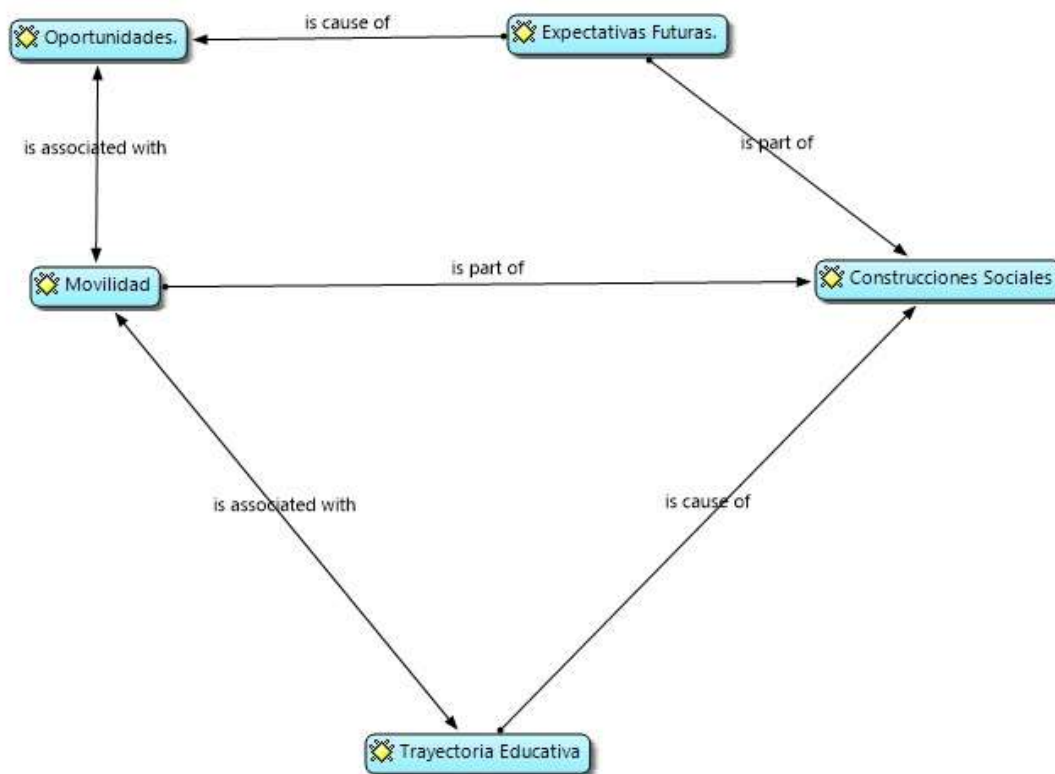 is cause of
Oportunidades.
Expectativas Futuras.
is associated with
is part of
Movilidad
is part of
Construcciones Sociales
is associated with
is cause of
Trayectoria Educativa